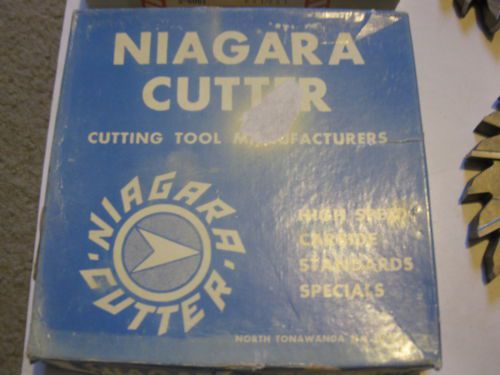 NIAGARA
CUTTER
CUTTING TOOL MANUFACTURERS
NIAGARA
CUTTER
HIGH SPEED
CARBIDE
STANDARDS
SPECIALS
NORTH TONAWANDA